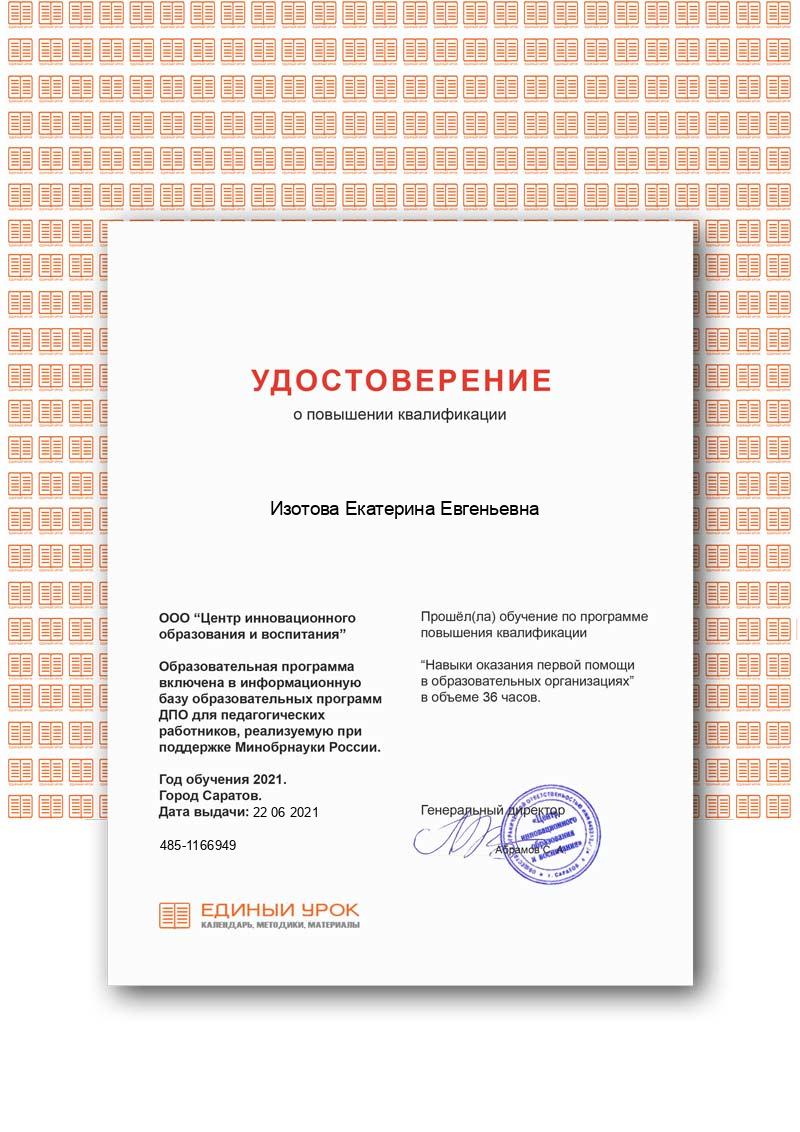 УДОСТОВЕРЕНИЕ
о повышении квалификации
Изотова Екатерина Евгеньевна
ООО “Центр инновационного
образования и воспитания”
Образовательная программа
включена в информационную
базу образовательных программ
ДПО для педагогических
работников, реализуемую при
поддержке Минобрнауки России.
Год обучения 2021.
Город Саратов.
Дата выдачи: 22 06 2021
485-1166949
ЕДИНЫЙ УРОК
КАЛЕНДАРЬ, МЕТОДИКИ, МАТЕРИАЛЫ
Прошёл(ла) обучение по программе
повышения квалификации
“Навыки оказания первой помощи
в образовательных организациях”
в объеме 36 часов.
Генеральный директор
Абрамов С. А.
«Центр
инновационного
образования
и воспитания»
г. САРАТОВ